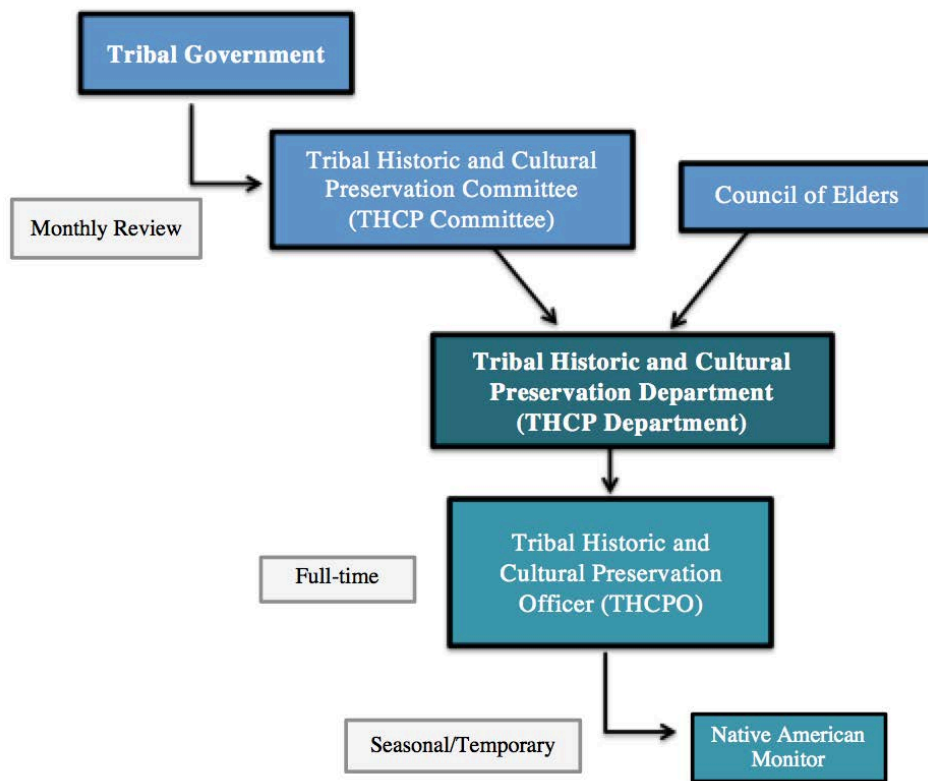 Tribal Government
Tribal Historic and Cultural
Preservation Committee
(THCP Committee)
Council of Elders
Monthly Review
Tribal Historic and Cultural
Preservation Department
(THCP Department)
Tribal Historic and
Cultural Preservation
Officer (THCPO)
Full-time
Seasonal/Temporary
Native American
Monitor